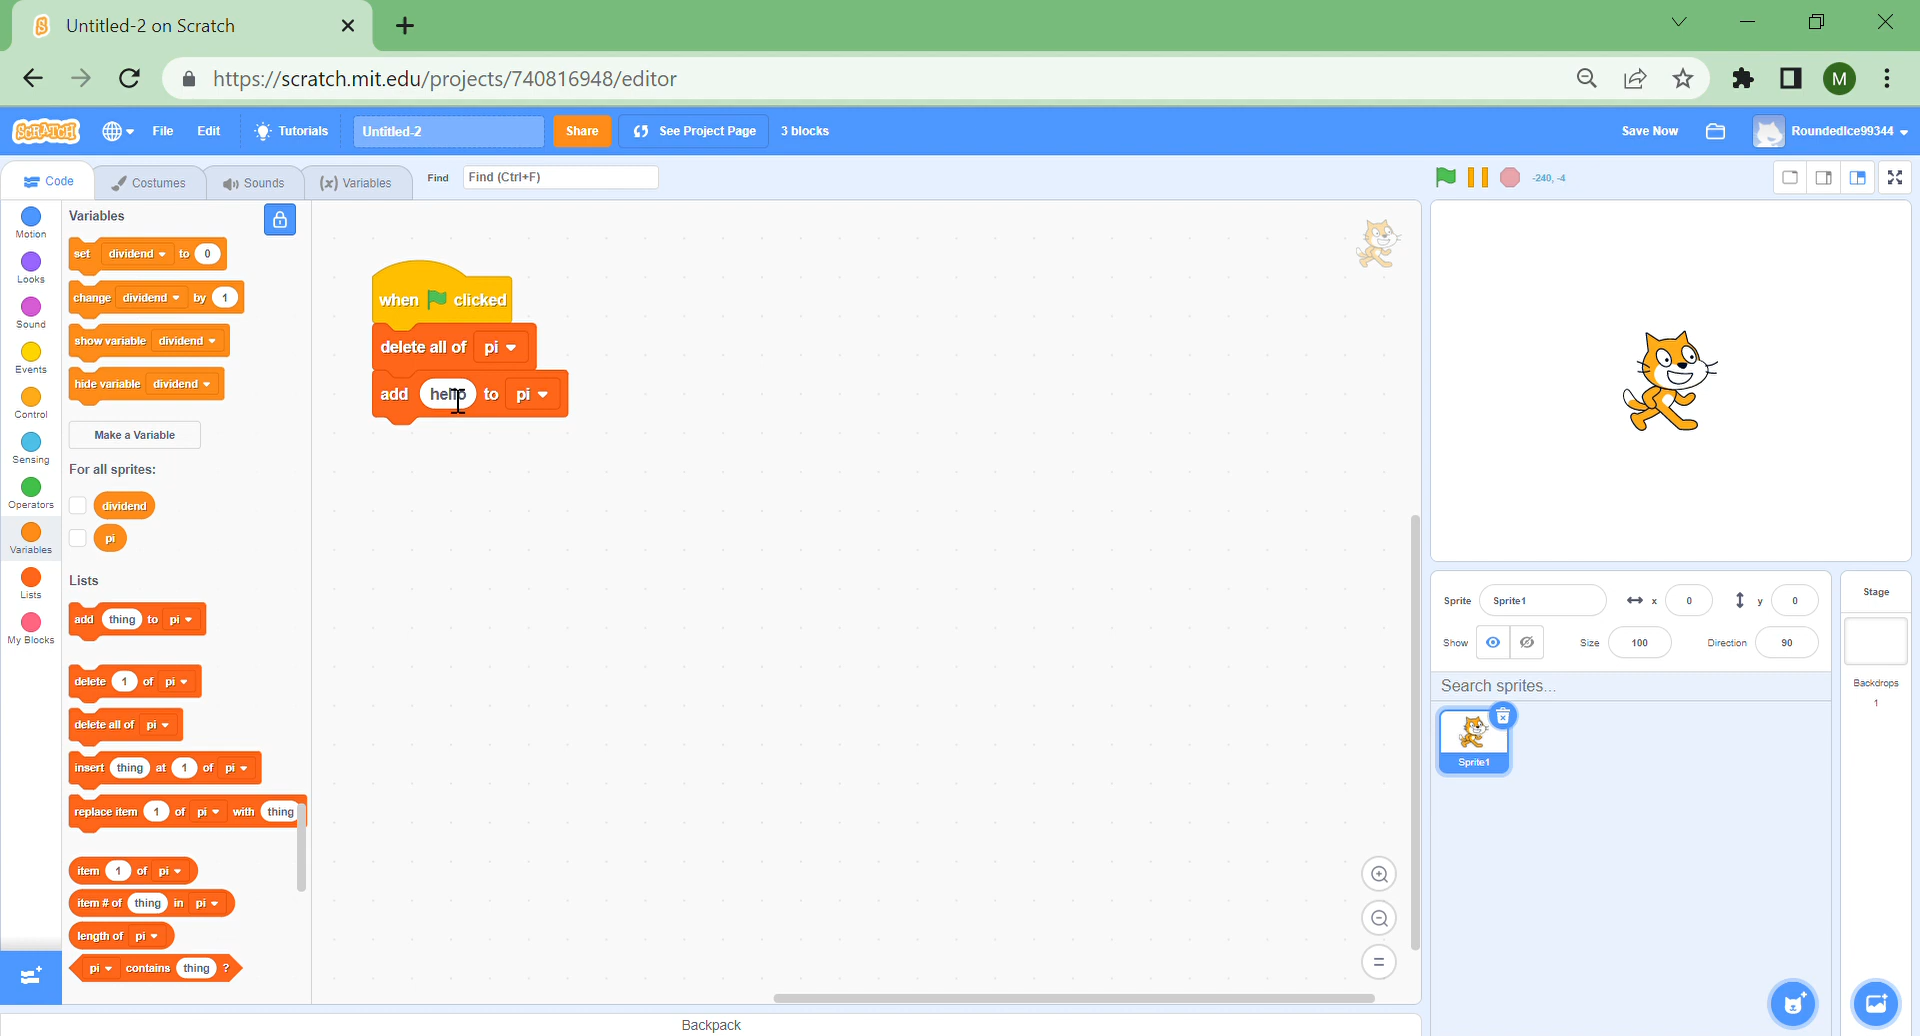 Untitled-2 on Scratch
https://scratch.mit.edu/projects/740816948/editor
M
SCRATCH File Edit Tutorials Untitled-2 Share See Project Page 3 blocks Save Now RoundedIce99344
Code Costumes Sounds (x) Variables Find Find (Ctrl+F) -240, -4
Motion
Looks
Sound
Events
Control
Sensing
Operators
Variables
Lists
My Blocks
Variables
set dividend to 0
change dividend by 1
show variable dividend
hide variable dividend
Make a Variable
For all sprites:
dividend
pi
Lists
add thing to pi
delete 1 of pi
delete all of pi
insert thing at 1 of pi
replace item 1 of pi with thing
item 1 of pi
item # of thing in pi
length of pi
pi contains thing ?
when clicked
delete all of pi
add hello to pi
=
Backpack
Sprite Sprite1 x 0 y 0
Show Size 100 Direction 90
Search sprites...
Sprite1
Stage
Backdrops
1